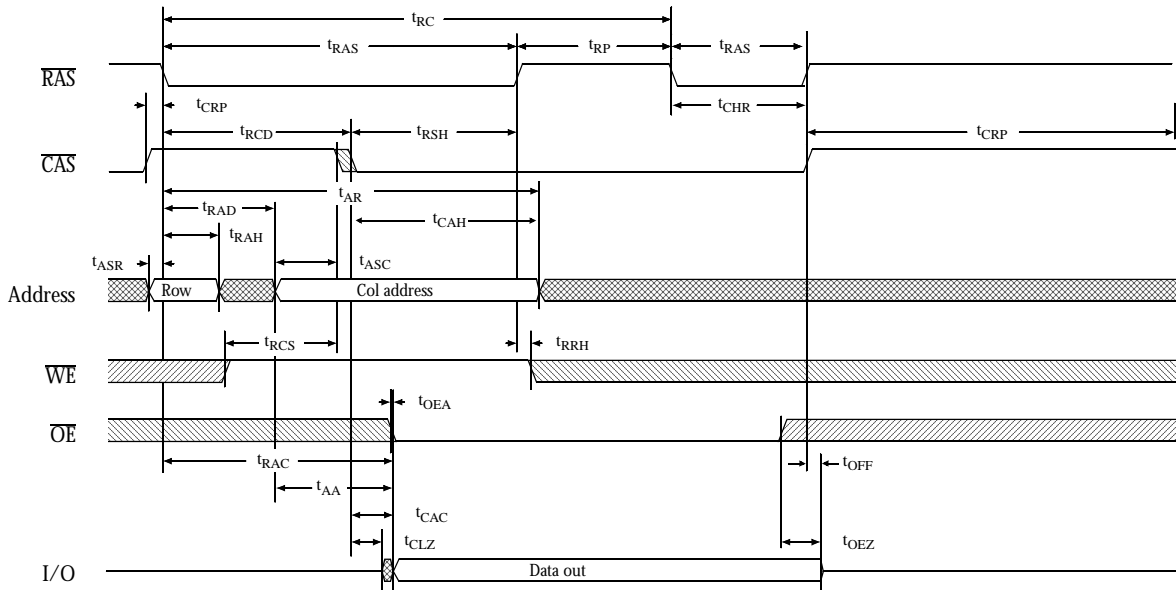 tRC
tRAS tRP tRAS
RAS
tCRP tCHR
tRCD tRSH tCRP
CAS
tAR
tRAD tCAH
tRAH
tASR tASC
Address Row Col address
tRCS tRRH
WE
tOEA
OE
tRAC tOFF
tAA
tCAC
tCLZ tOEZ
I/O Data out